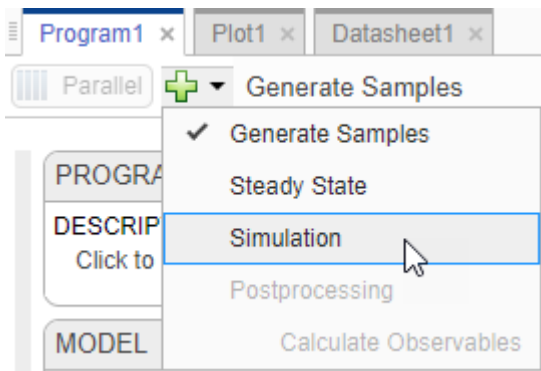 Program1 × Plot1 × Datasheet1 ×
Parallel Generate Samples
Generate Samples
Steady State
Simulation
Postprocessing
Calculate Observables
PROGRA
DESCRIP
Click to
MODEL